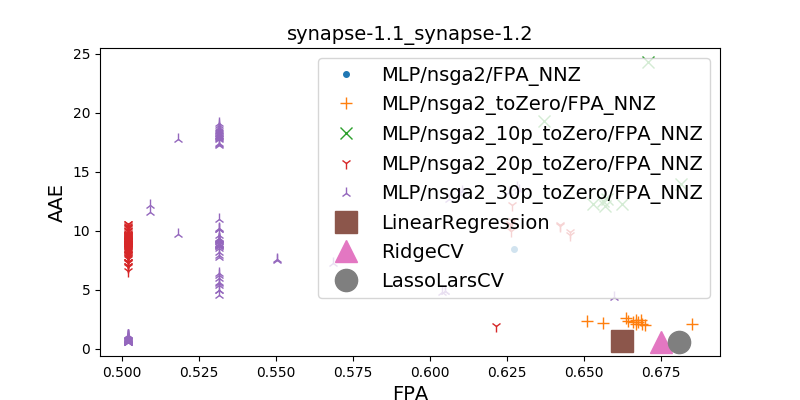 synapse-1.1_synapse-1.2
25
20
15
10
5
0
AAE
MLP/nsga2/FPA_NNZ
MLP/nsga2_toZero/FPA_NNZ
MLP/nsga2_10p_toZero/FPA_NNZ
MLP/nsga2_20p_toZero/FPA_NNZ
MLP/nsga2_30p_toZero/FPA_NNZ
LinearRegression
RidgeCV
LassoLarsCV
0.500 0.525 0.550 0.575 0.600 0.625 0.650 0.675
FPA